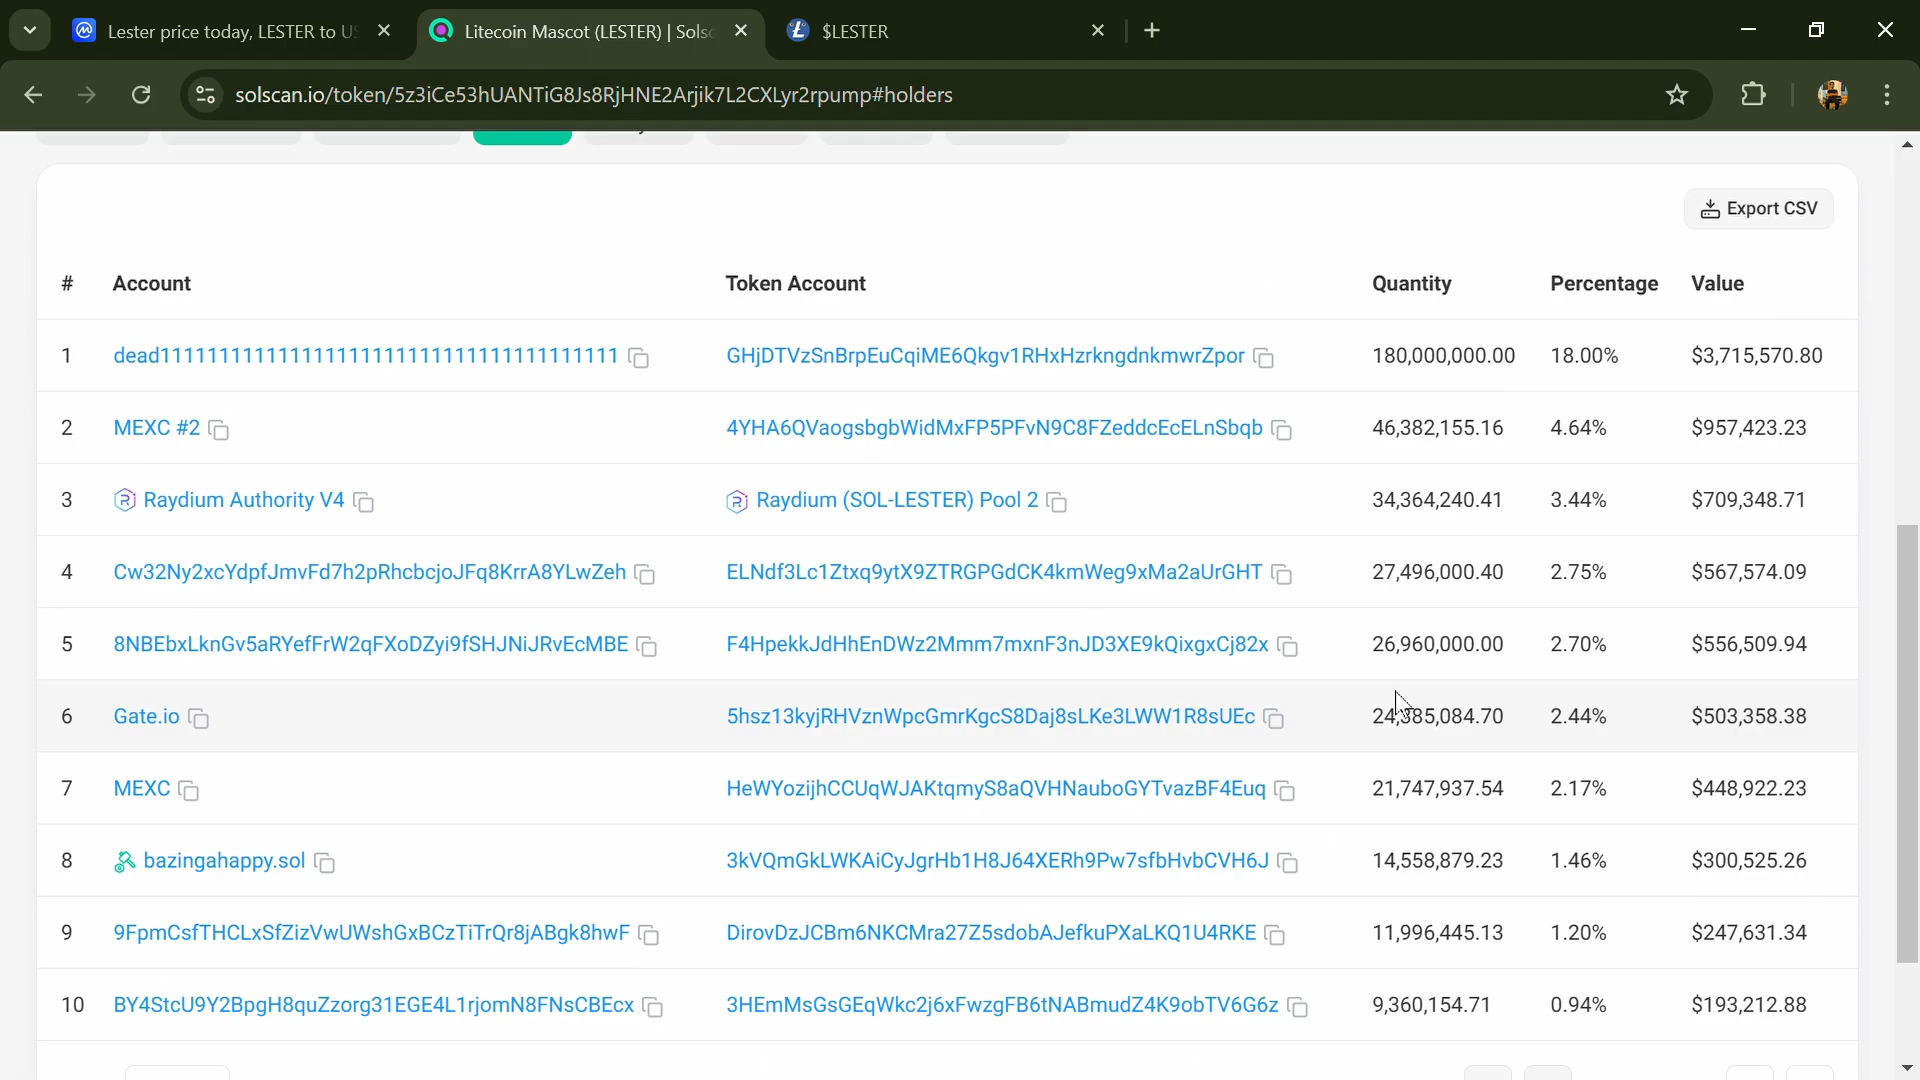 Lester price today, LESTER to US
Litecoin Mascot (LESTER) | Solsc
$LESTER
solscan.io/token/5z3iCe53hUANTiG8Js8RjHNE2Arjik7L2CXLyr2rpump#holders
Export CSV
# Account Token Account Quantity Percentage Value
1 dead111111111111111111111111111111111111111 GHjDTVzSnBrpEuCqiME6Qkgv1RHxHzrkngdnkmwrZpor 180,000,000.00 18.00% $3,715,570.80
2 MEXC #2 4YHA6QVaogsbgbWidMxFP5PFvN9C8FZeddcEcELnSbqb 46,382,155.16 4.64% $957,423.23
3 Raydium Authority V4 Raydium (SOL-LESTER) Pool 2 34,364,240.41 3.44% $709,348.71
4 Cw32Ny2xcYdpfJmvFd7h2pRhcbcjoJFq8KrrA8YLwZeh ELNdf3Lc1Ztxq9ytX9ZTRGPGdCK4kmWeg9xMa2aUrGHT 27,496,000.40 2.75% $567,574.09
5 8NBEbxLknGv5aRYefFrW2qFXoDZyi9fSHJNiJRvEcMBE F4HpekkJdHhEnDWz2Mmm7mxnF3nJD3XE9kQixgxCj82x 26,960,000.00 2.70% $556,509.94
6 Gate.io 5hsz13kyjRHVznWpcGmrKgcS8Daj8sLKe3LWW1R8sUEc 24,385,084.70 2.44% $503,358.38
7 MEXC HeWYozijhCCUqWJAKtqmyS8aQVHNauboGYTvazBF4Euq 21,747,937.54 2.17% $448,922.23
8 bazingahappy.sol 3kVQmGkLWKAiCyJgrHb1H8J64XERh9Pw7sfbHvbCVH6J 14,558,879.23 1.46% $300,525.26
9 9FpmCsfTHCLxSfZizVwUWshGxBCzTiTrQr8jABgk8hwF DirovDzJCBm6NKCMra27Z5sdobAJefkuPXaLKQ1U4RKE 11,996,445.13 1.20% $247,631.34
10 BY4StcU9Y2BpgH8quZzorg31EGE4L1rjomN8FNsCBEcx 3HEmMsGsGEqWkc2j6xFwzgFB6tNABmudZ4K9obTV6G6z 9,360,154.71 0.94% $193,212.88